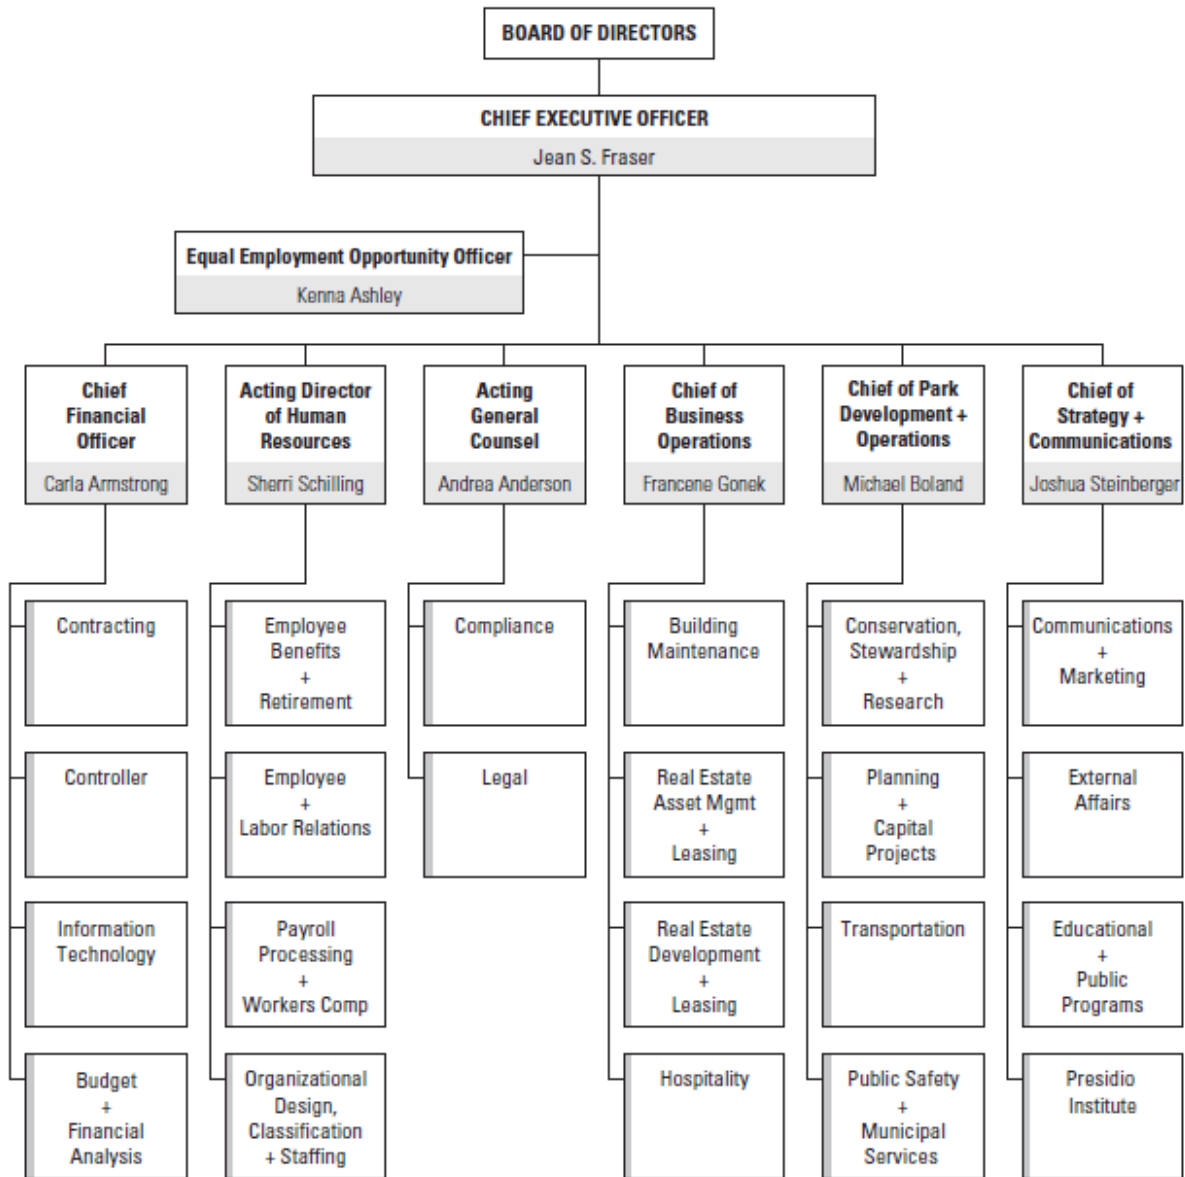 BOARD OF DIRECTORS
CHIEF EXECUTIVE OFFICER
Jean S. Fraser
Equal Employment Opportunity Officer
Kenna Ashley
Chief
Financial
Officer
Carla Armstrong
Acting Director
of Human
Resources
Sherri Schilling
Acting
General
Counsel
Andrea Anderson
Chief of
Business
Operations
Francene Gonek
Chief of Park
Development +
Operations
Michael Boland
Chief of
Strategy +
Communications
Joshua Steinberger
Contracting
Controller
Information
Technology
Budget
+
Financial
Analysis
Employee
Benefits
+
Retirement
Employee
+
Labor Relations
Payroll
Processing
+
Workers Comp
Organizational
Design,
Classification
+ Staffing
Compliance
Legal
Building
Maintenance
Real Estate
Asset Mgmt
+
Leasing
Real Estate
Development
+
Leasing
Hospitality
Conservation,
Stewardship
+
Research
Planning
+
Capital
Projects
Transportation
Public Safety
+
Municipal
Services
Communications
+
Marketing
External
Affairs
Educational
+
Public
Programs
Presidio
Institute